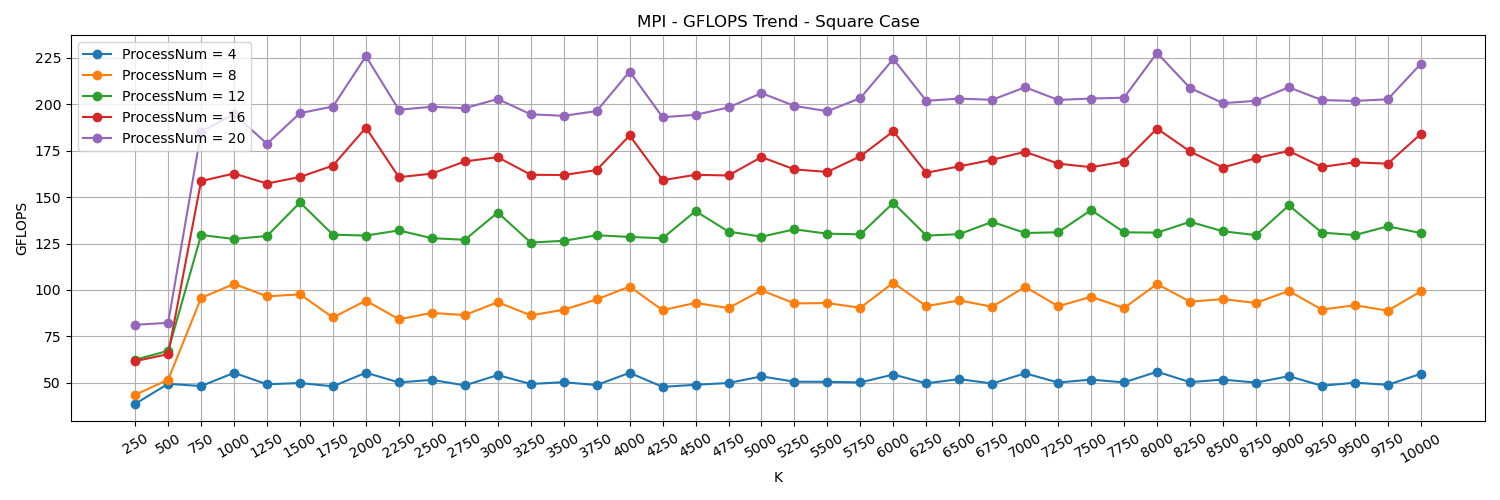 MPI - GFLOPS Trend - Square Case
ProcessNum = 4
ProcessNum = 8
ProcessNum = 12
ProcessNum = 16
ProcessNum = 20
GFLOPS
225
200
175
150
125
100
75
50
250 500 750 1000 1250 1500 1750 2000 2250 2500 2750 3000 3250 3500 3750 4000 4250 4500 4750 5000 5250 5500 5750 6000 6250 6500 6750 7000 7250 7500 7750 8000 8250 8500 8750 9000 9250 9500 9750 10000
K